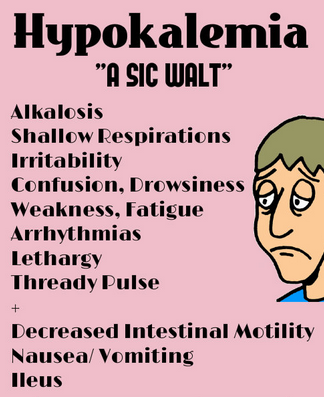 Hypokalemia
"A SIC WALT"
Alkalosis
Shallow Respirations
Irritability
Confusion, Drowsiness
Weakness, Fatigue
Arrhythmias
Lethargy
Thready Pulse
+
Decreased Intestinal Motility
Nausea/ Vomiting
Ileus